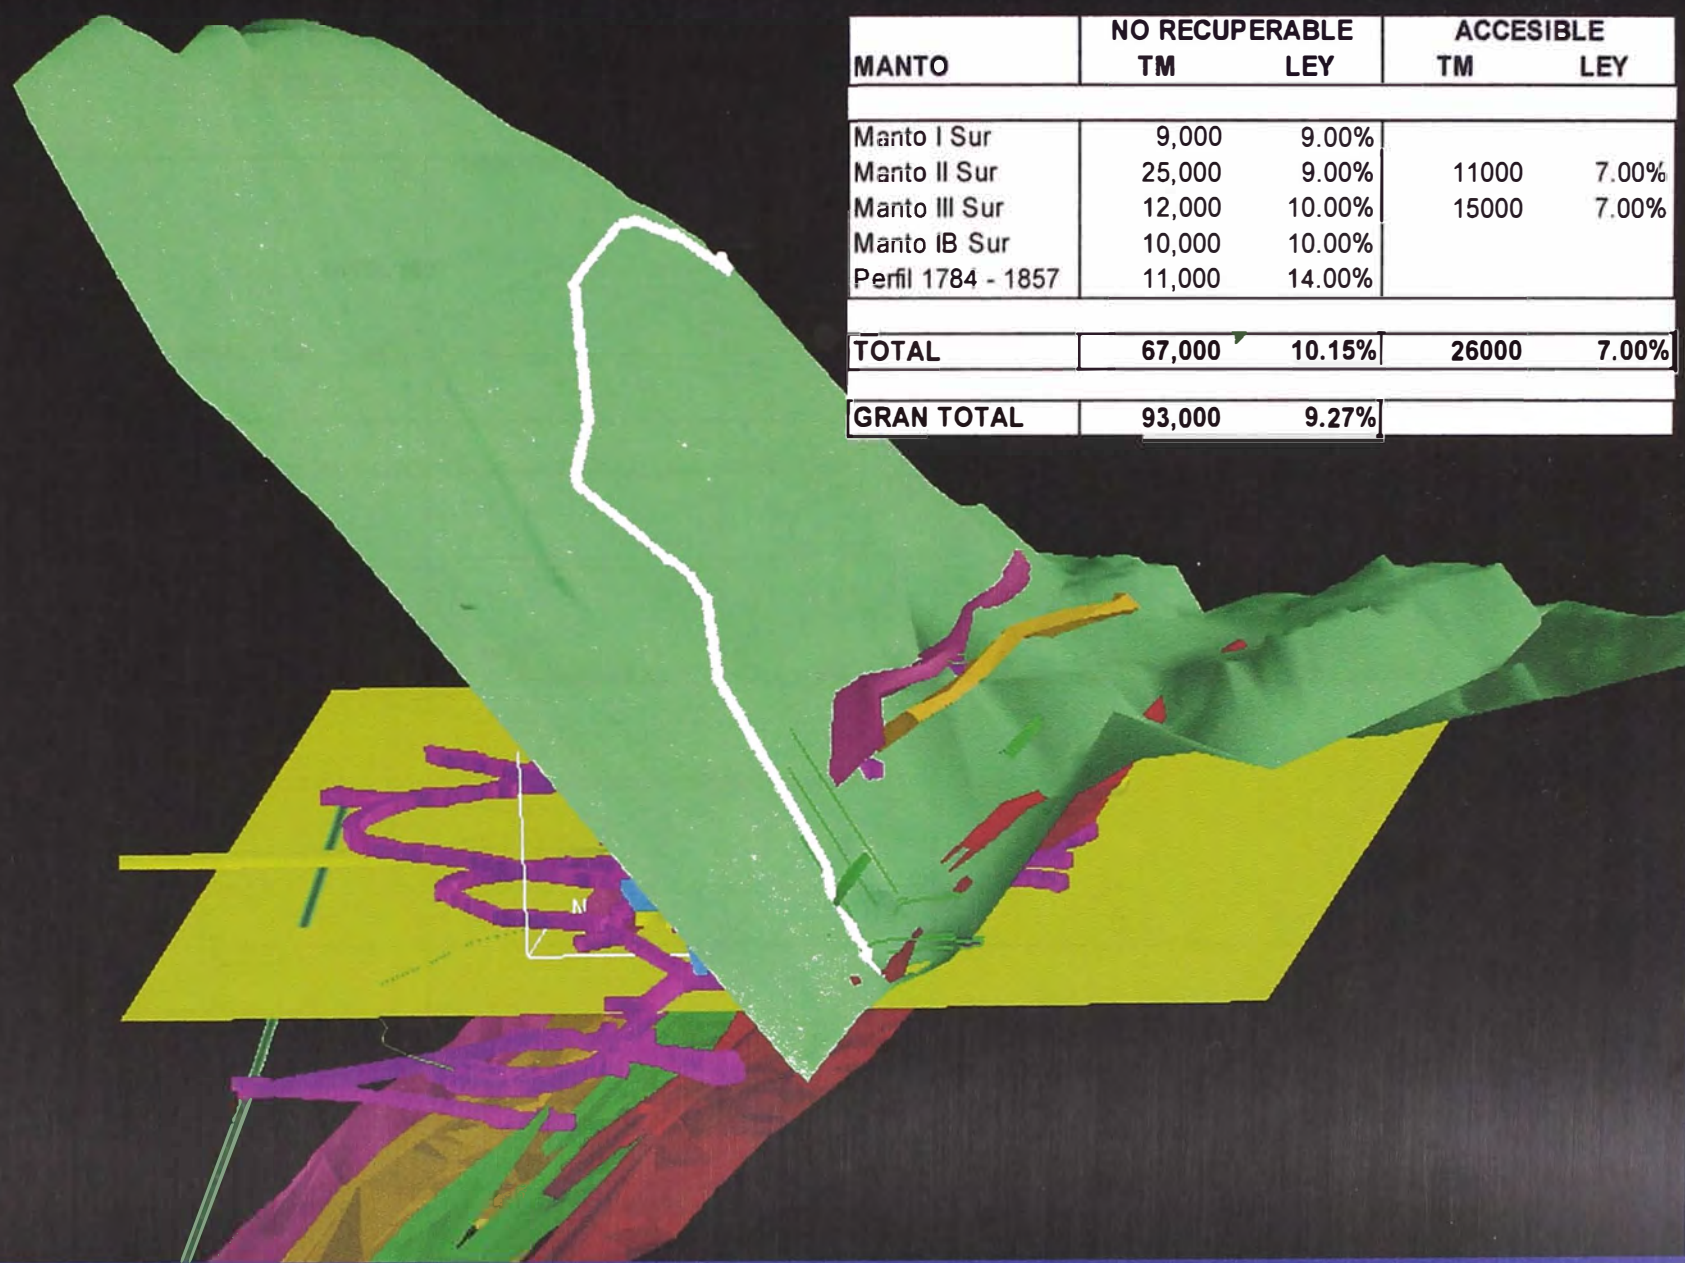 NO RECUPERABLE ACCESIBLE
MANTO TM LEY TM LEY
Manto I Sur 9,000 9.00%
Manto II Sur 25,000 9.00% 11000 7.00%
Manto III Sur 12,000 10.00% 15000 7.00%
Manto IB Sur 10,000 10.00%
Perfil 1784 - 1857 11,000 14.00%
TOTAL 67,000 10.15% 26000 7.00%
GRAN TOTAL 93,000 9.27%
N